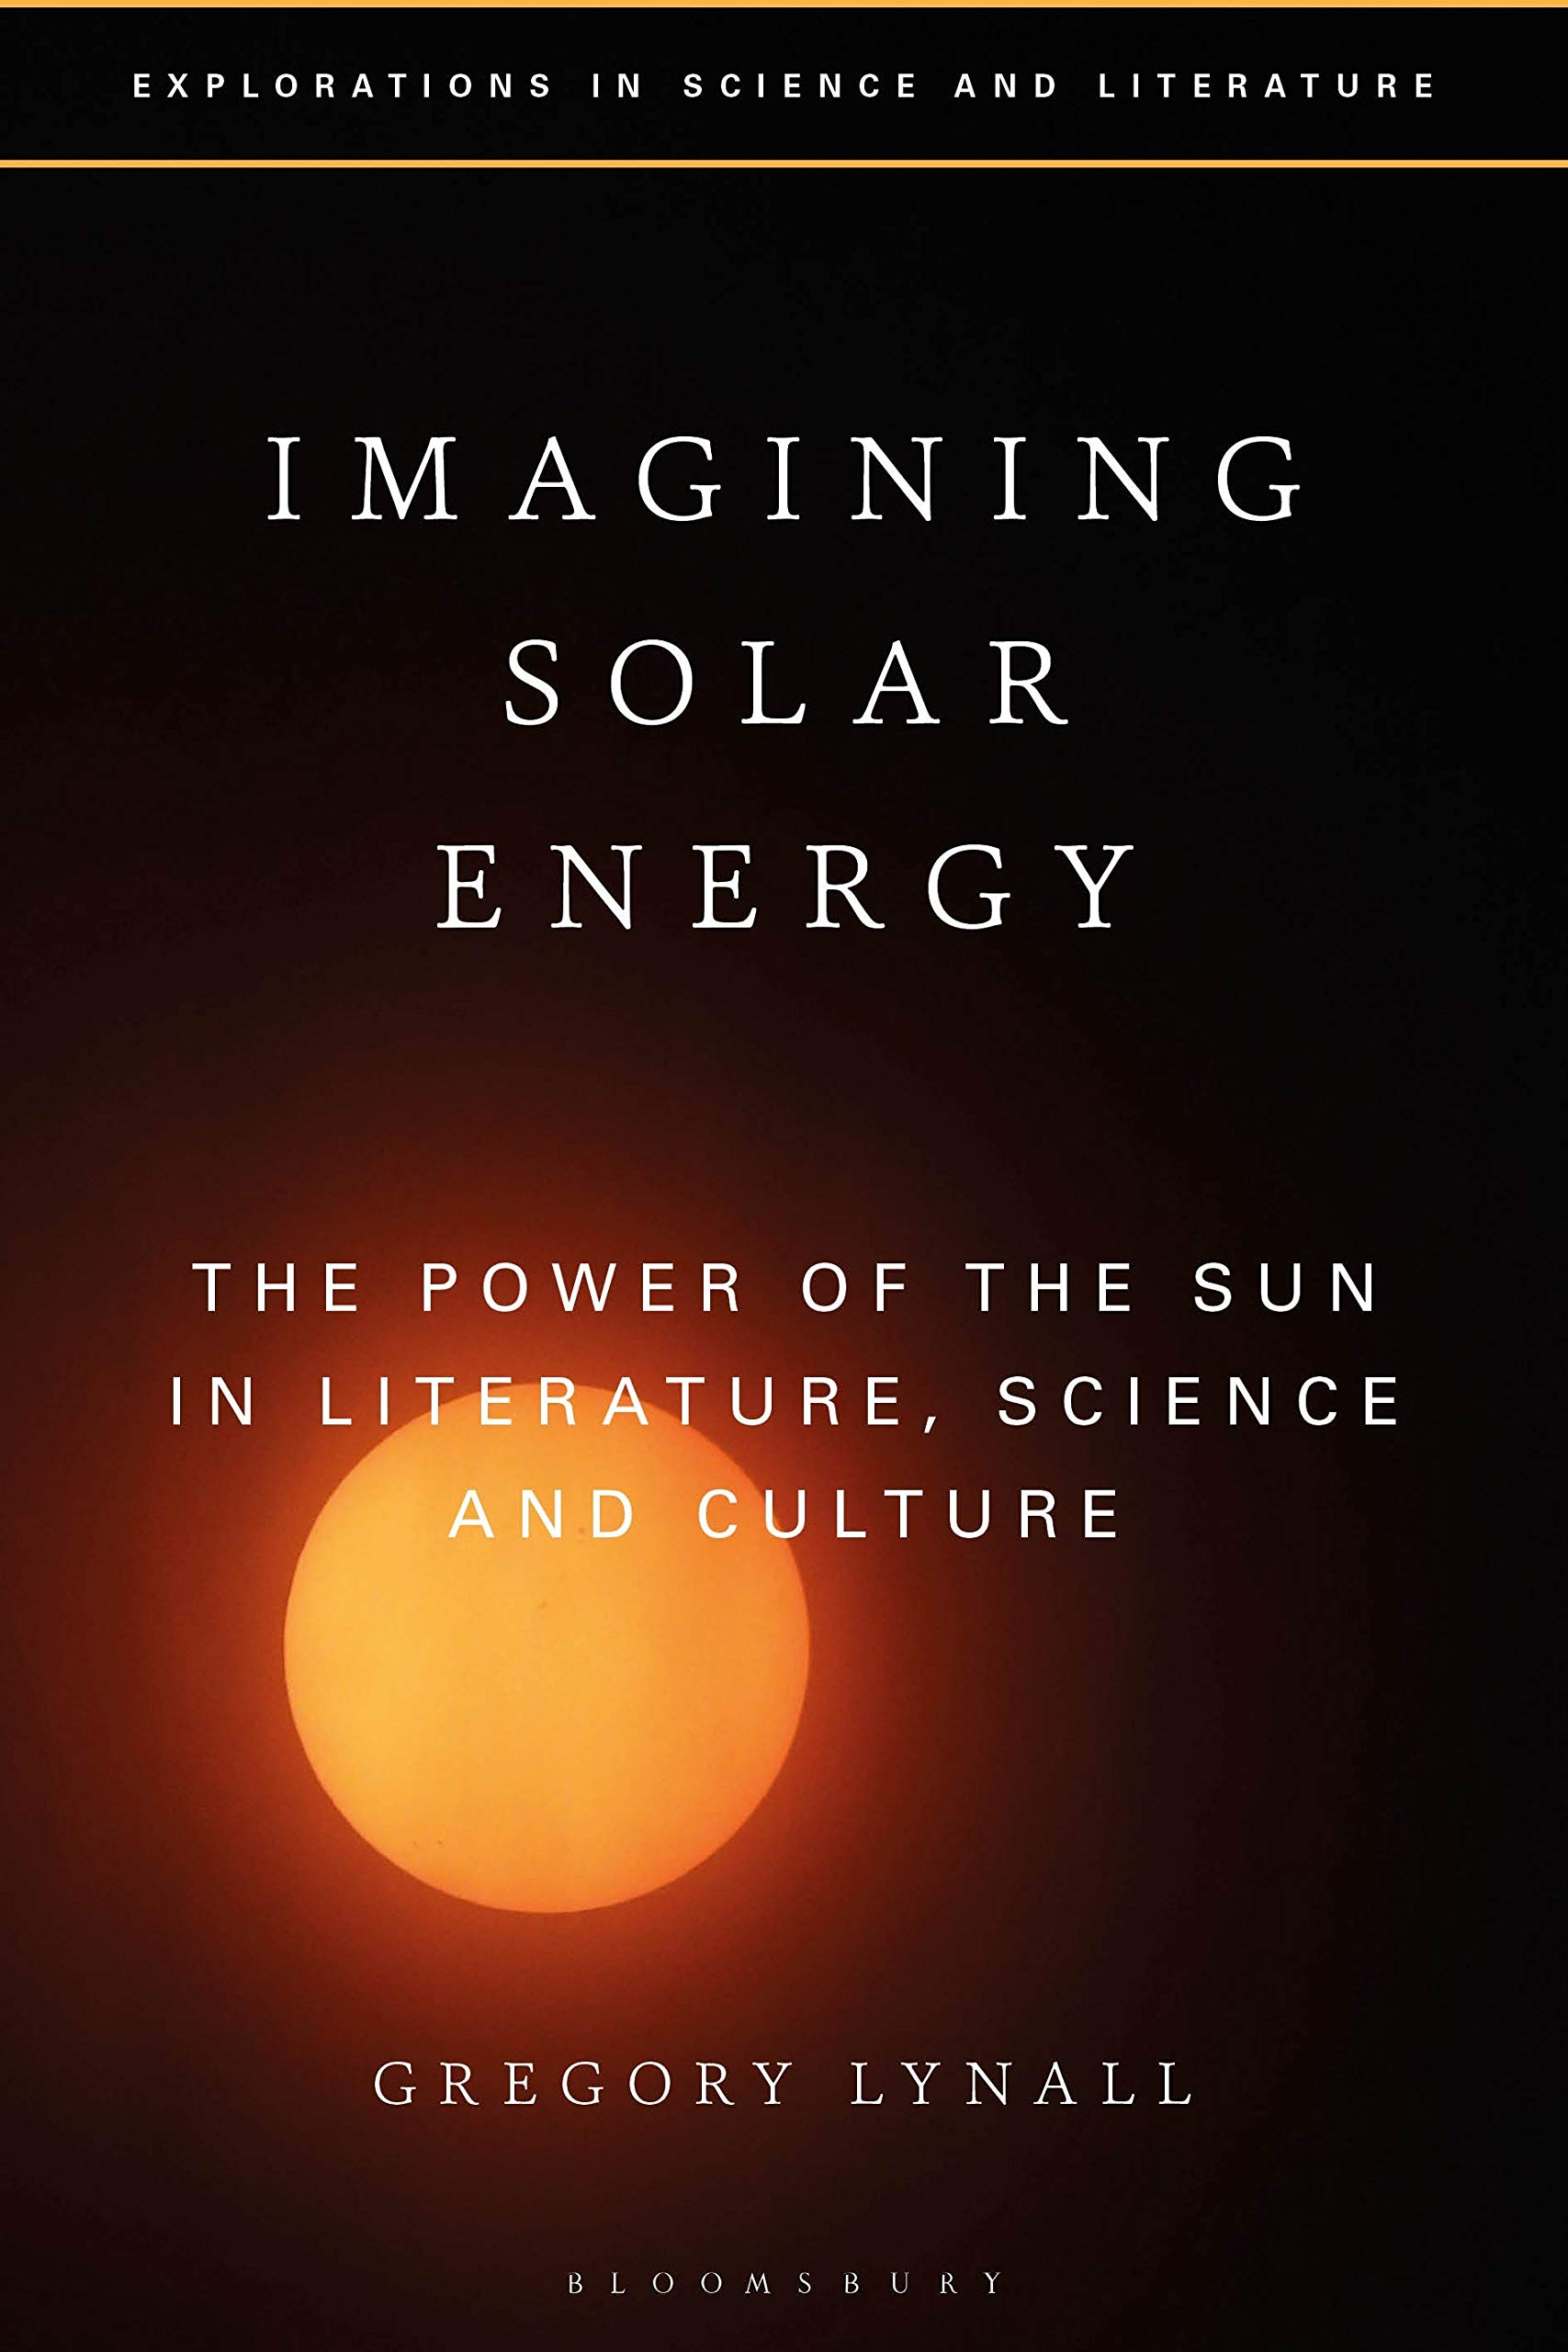 EXPLORATIONS IN SCIENCE AND LITERATURE
IMAGINING
SOLAR
ENERGY
THE POWER OF THE SUN
IN LITERATURE, SCIENCE
AND CULTURE
GREGORY LYNALL
BLOOMSBURY